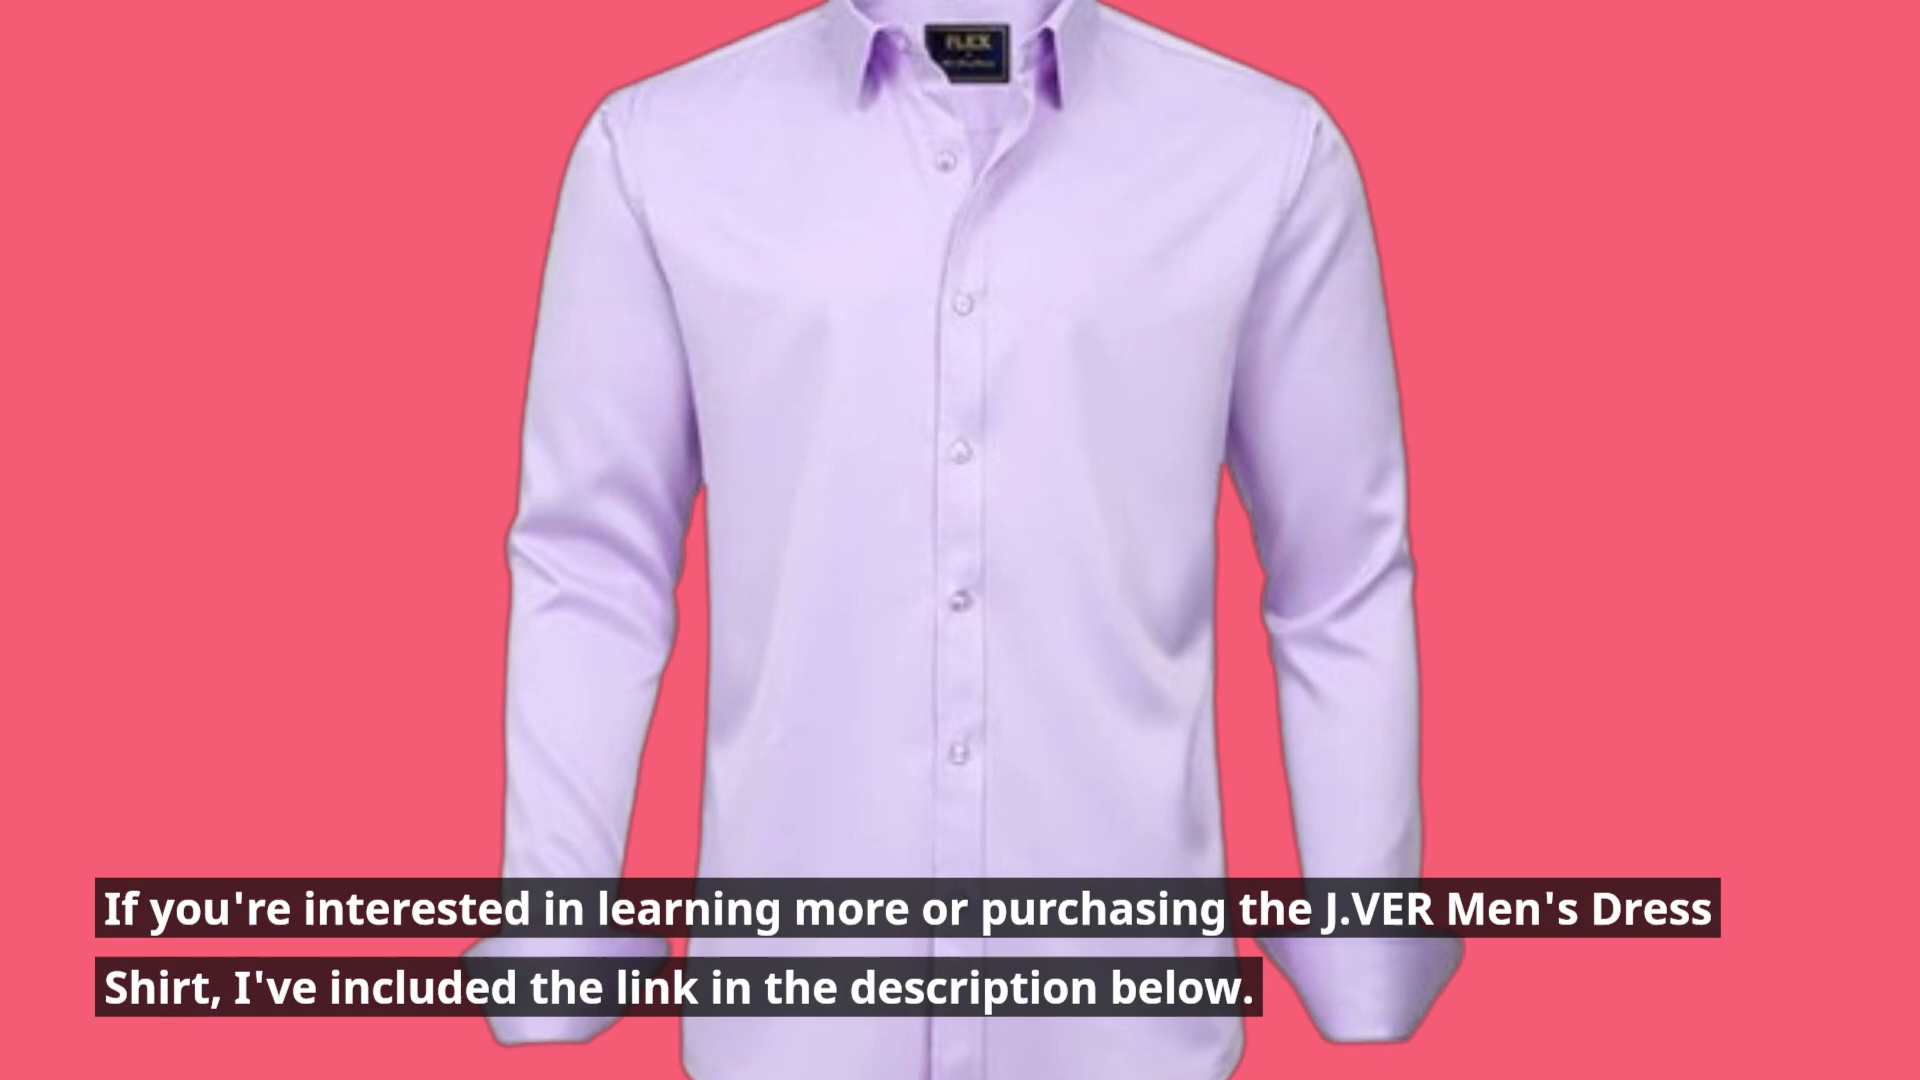 FLEX
If you're interested in learning more or purchasing the J.VER Men's Dress
Shirt, I've included the link in the description below.